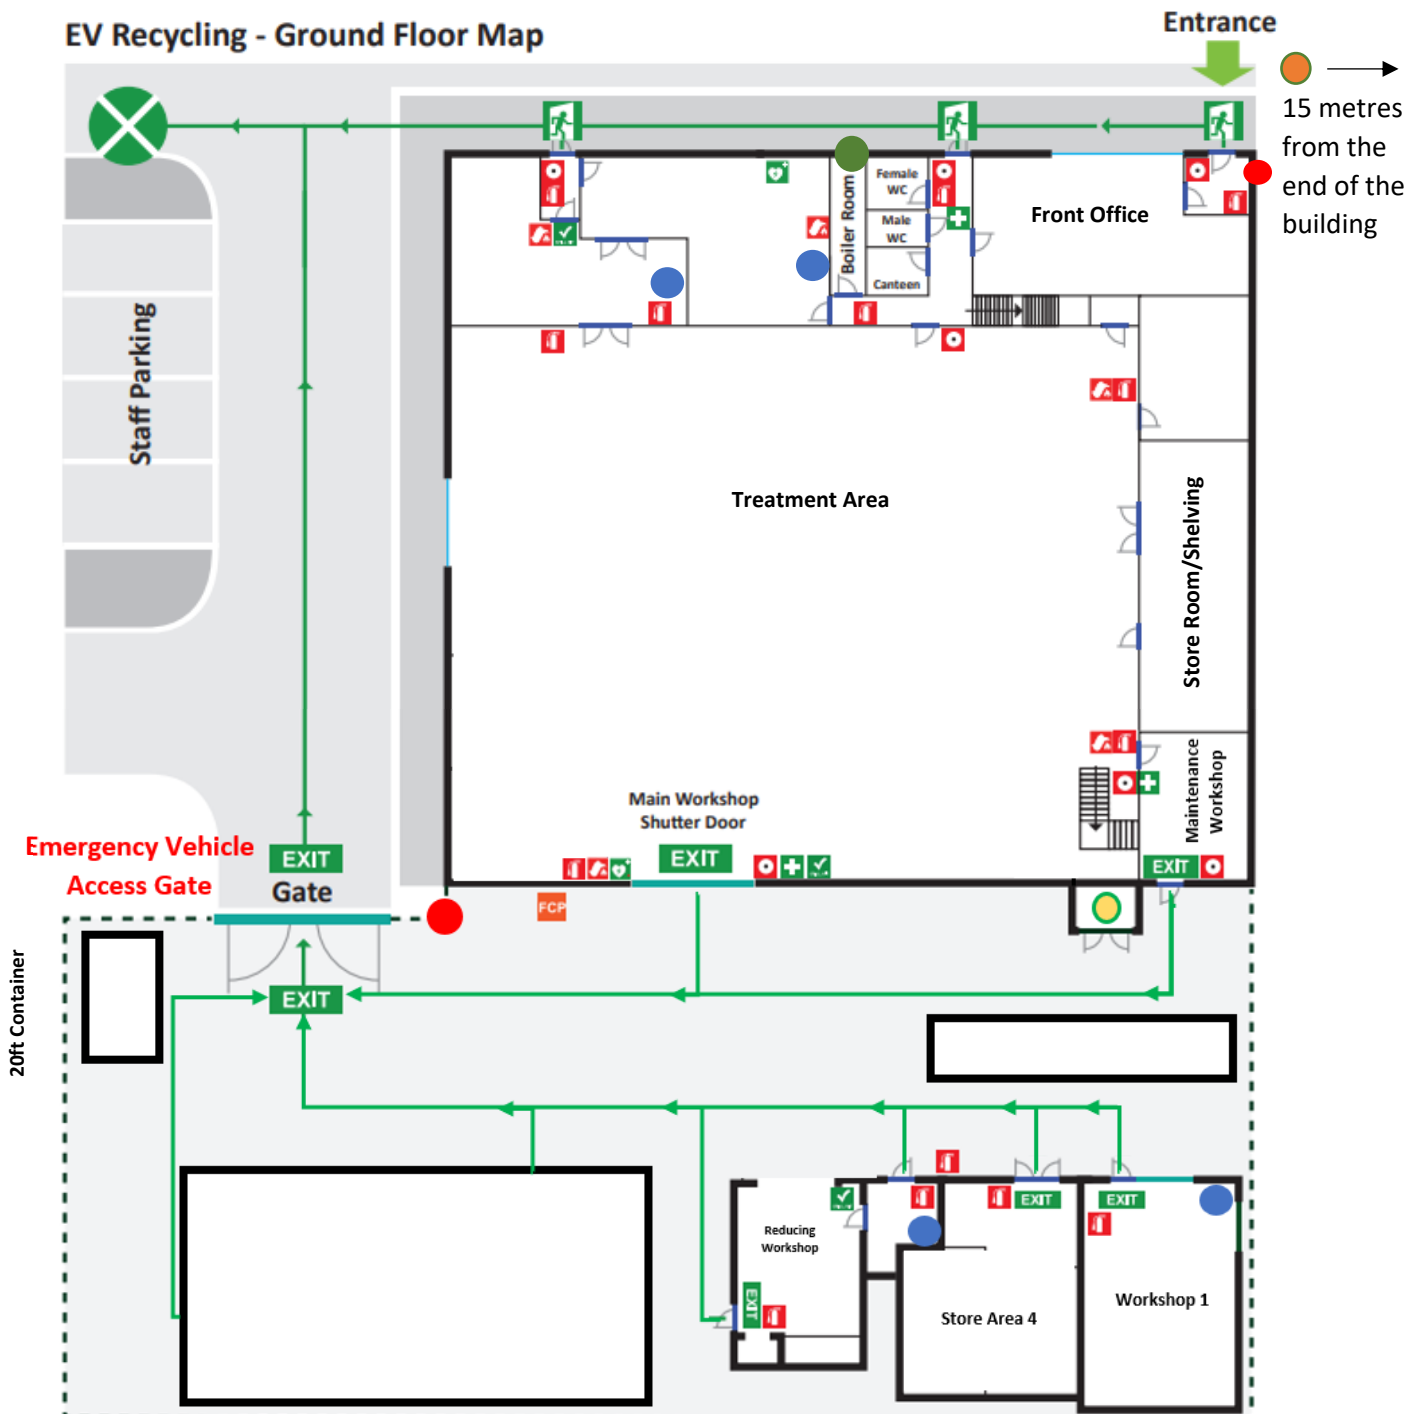 EV Recycling - Ground Floor Map
Entrance
15 metres
from the
end of the
building
Boiler Room
Female
WC
Male
WC
Canteen
Front Office
Staff Parking
Treatment Area
Store Room/Shelving
Maintenance
Workshop
Main Workshop
Shutter Door
EXIT
EXIT
Emergency Vehicle
Access Gate
EXIT
Gate
FCP
20ft Container
EXIT
Reducing
Workshop
EXIT
EXIT
Store Area 4
EXIT
Workshop 1